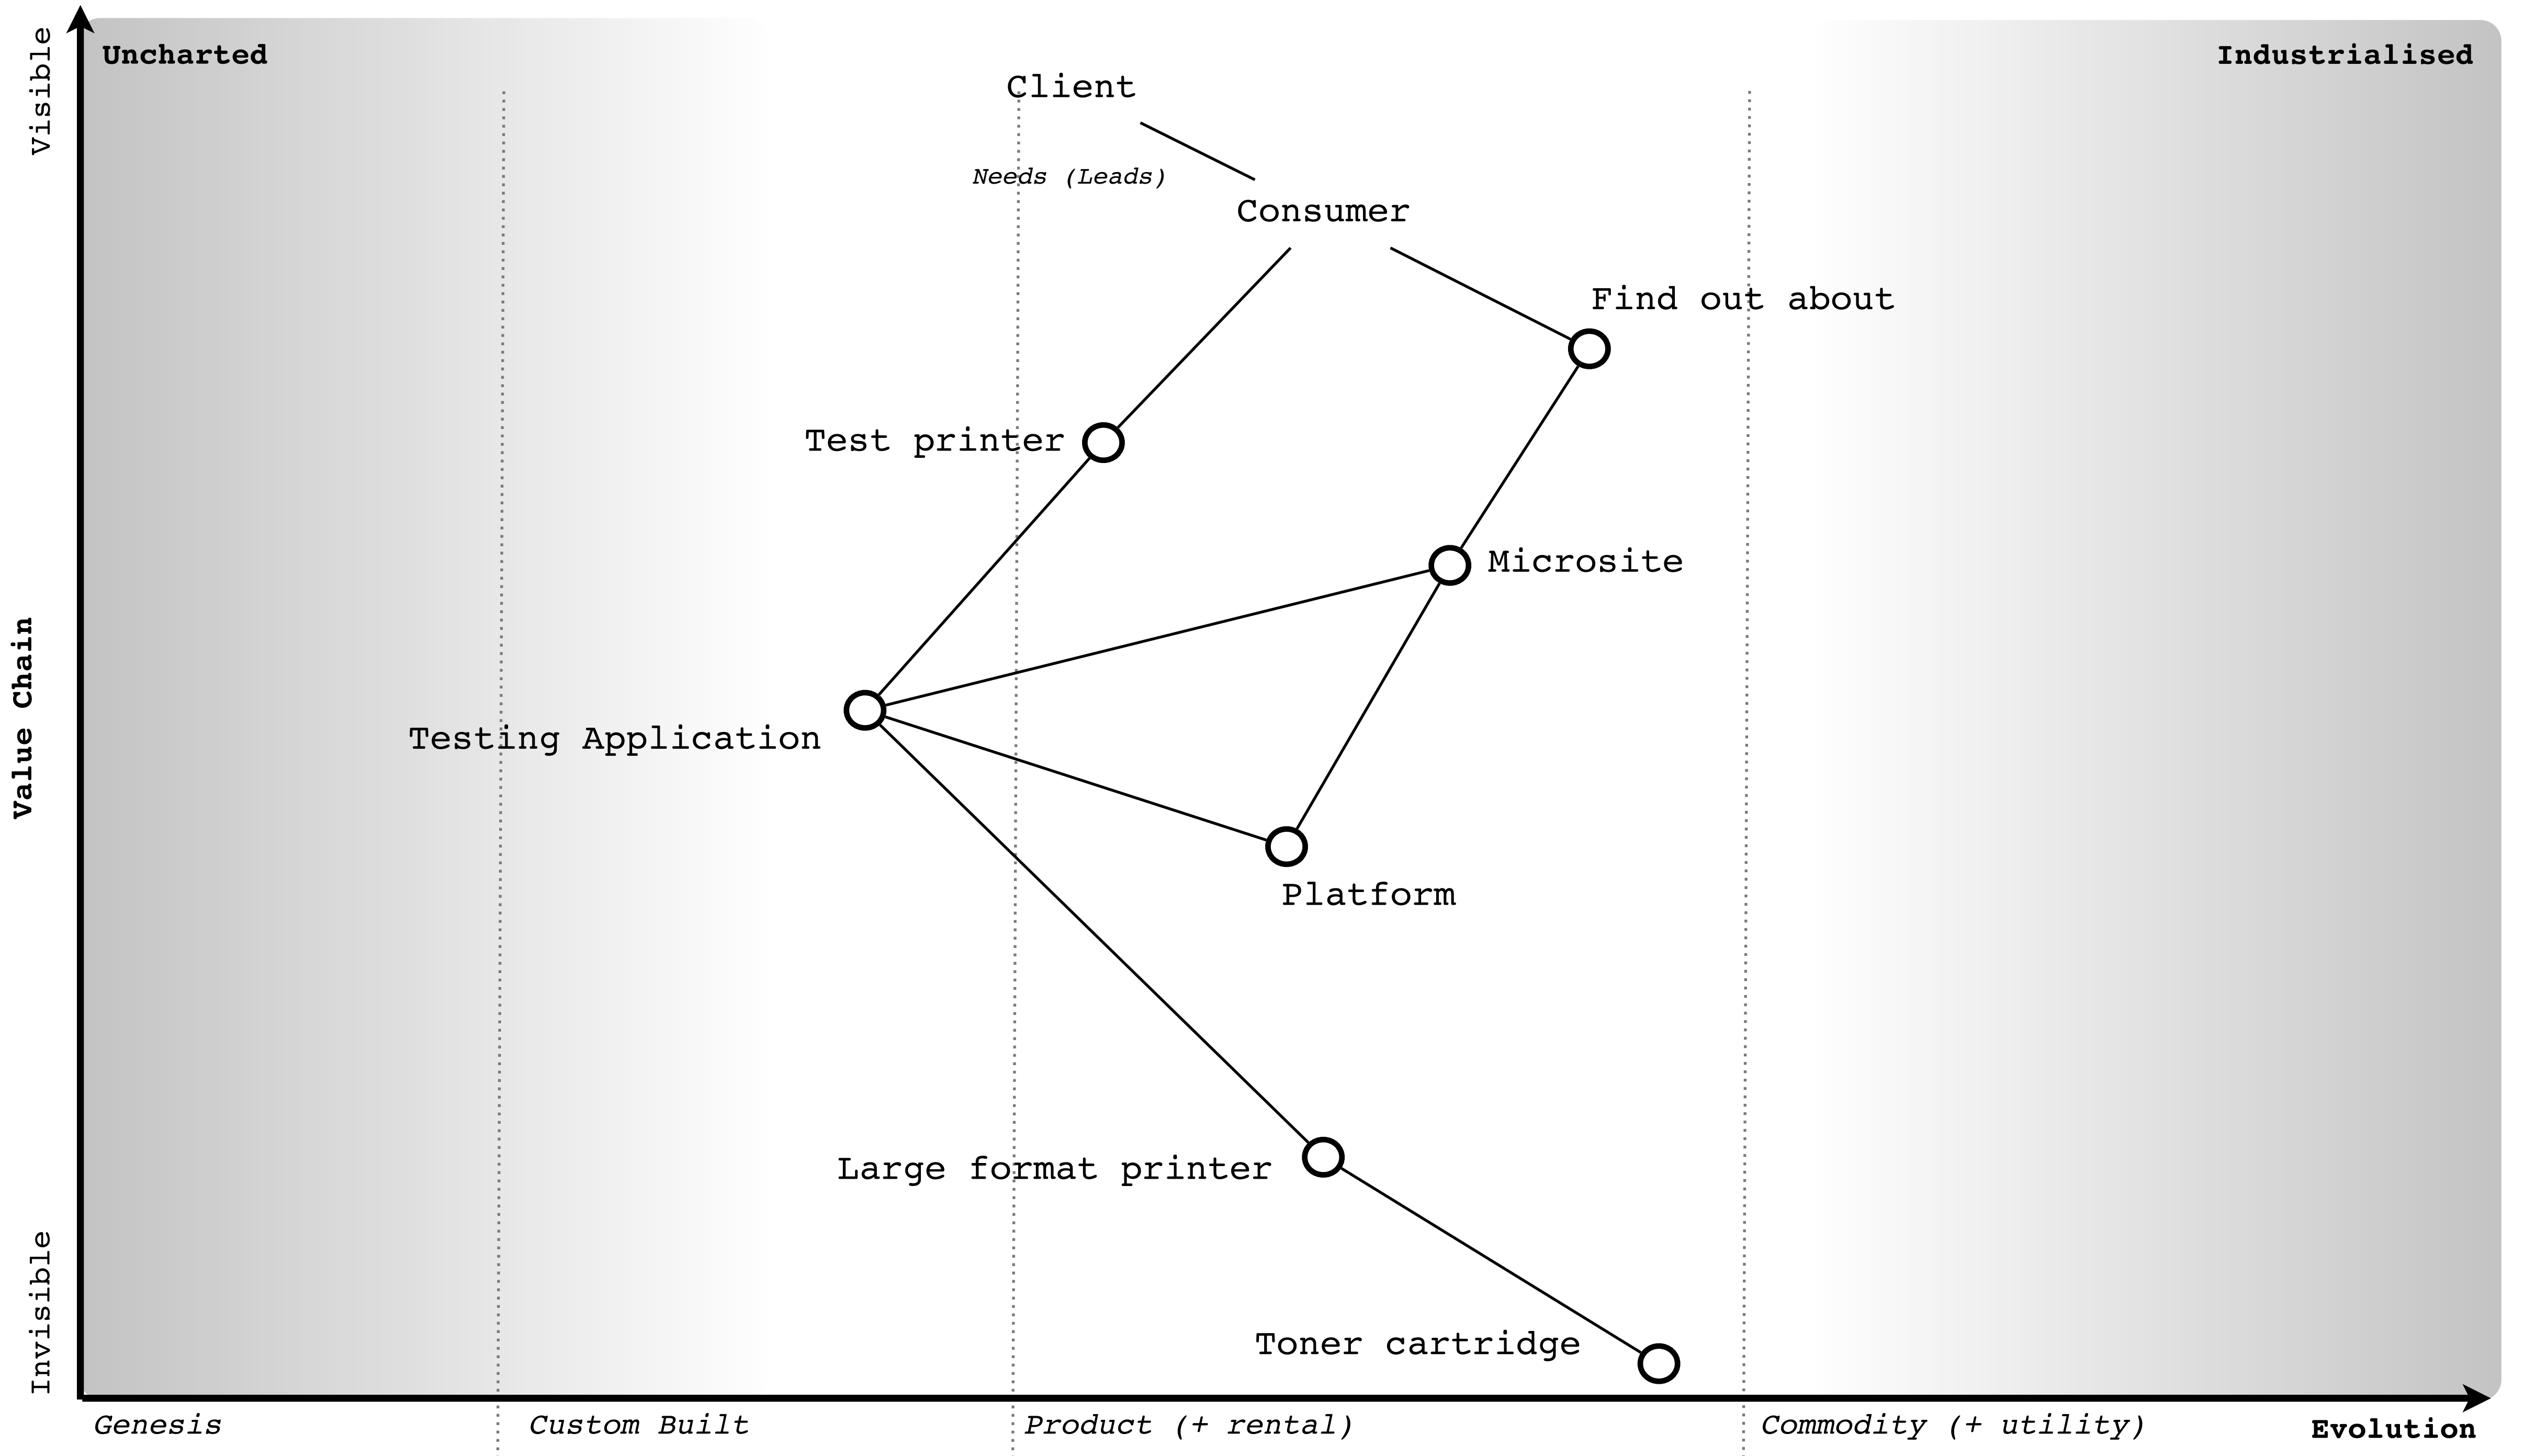 Visible
Uncharted
Industrialised
Client
Needs (Leads)
Consumer
Find out about
Test printer
Microsite
Value Chain
Testing Application
Platform
Large format printer
Invisible
Toner cartridge
Genesis
Custom Built
Product (+ rental)
Commodity (+ utility)
Evolution